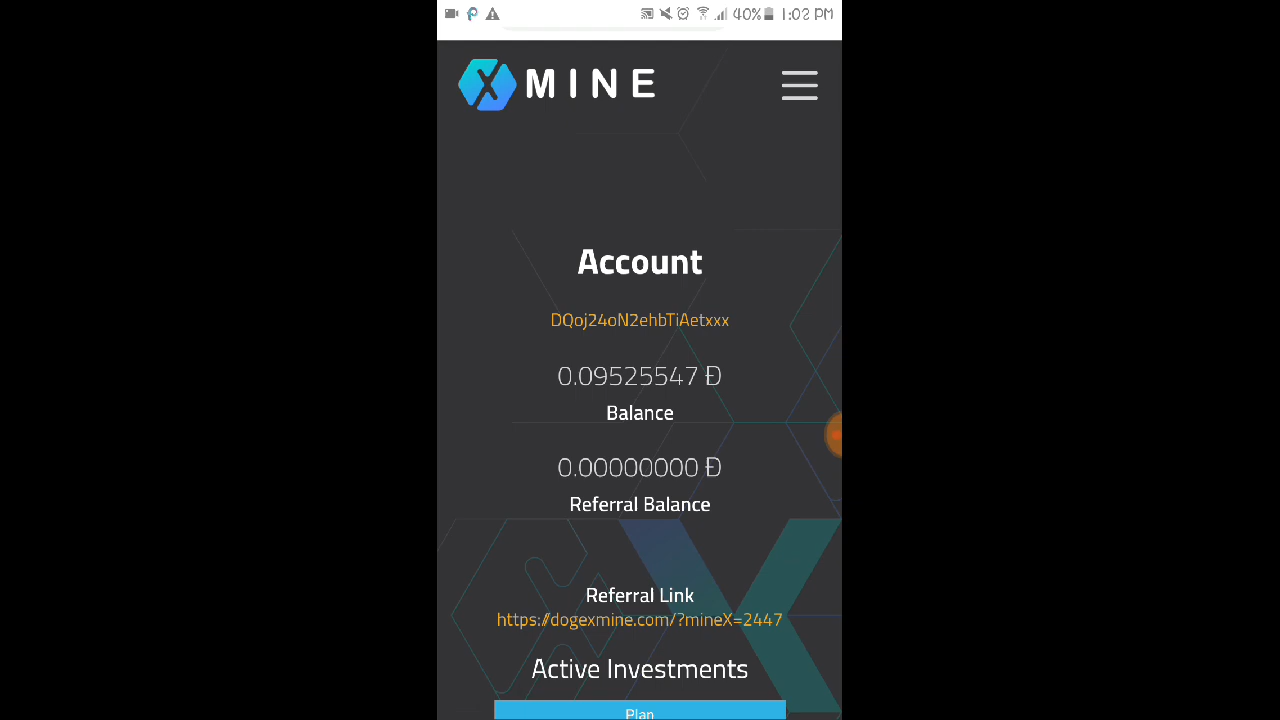 40% 1:02 PM
X MINE
Account
DQoj24oN2ehbTiAetxxx
0.09525547 Đ
Balance
0.00000000 Đ
Referral Balance
Referral Link
https://dogexmine.com/?mineX=2447
Active Investments
Plan